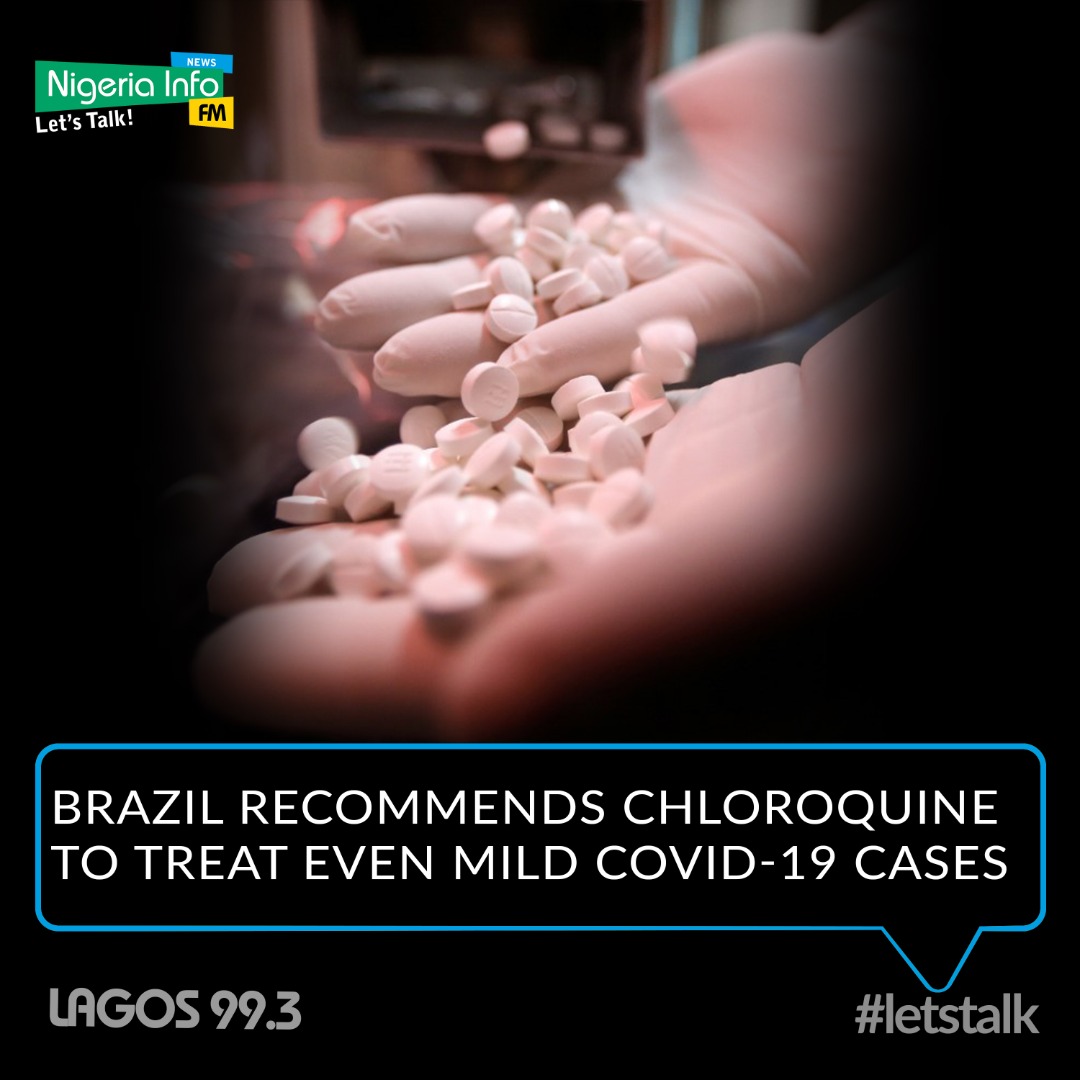 NEWS
Nigeria Info
FM
Let's Talk!
BRAZIL RECOMMENDS CHLOROQUINE
TO TREAT EVEN MILD COVID-19 CASES
LAGOS 99.3
#letstalk